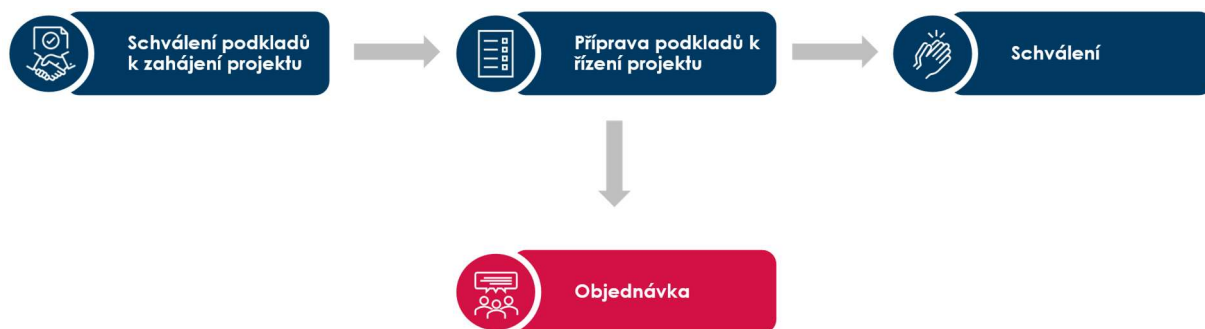 Schválení podkladů
k zahájení projektu
Příprava podkladů k
řízení projektu
Schválení
Objednávka